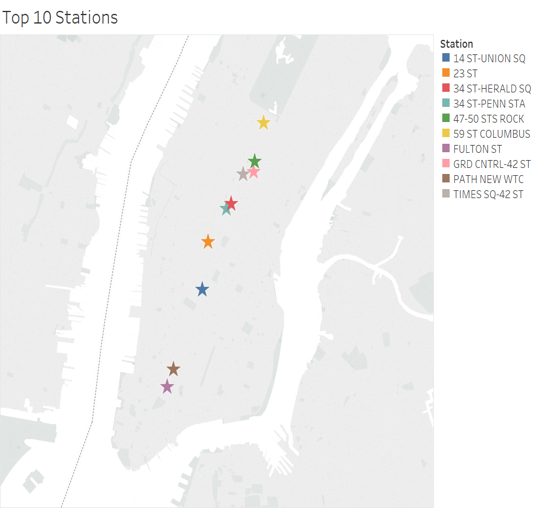 Top 10 Stations
Station
14 ST-UNION SQ
23 ST
34 ST-HERALD SQ
34 ST-PENN STA
47-50 STS ROCK
59 ST COLUMBUS
FULTON ST
GRD CNTRL-42 ST
PATH NEW WTC
TIMES SQ-42 ST